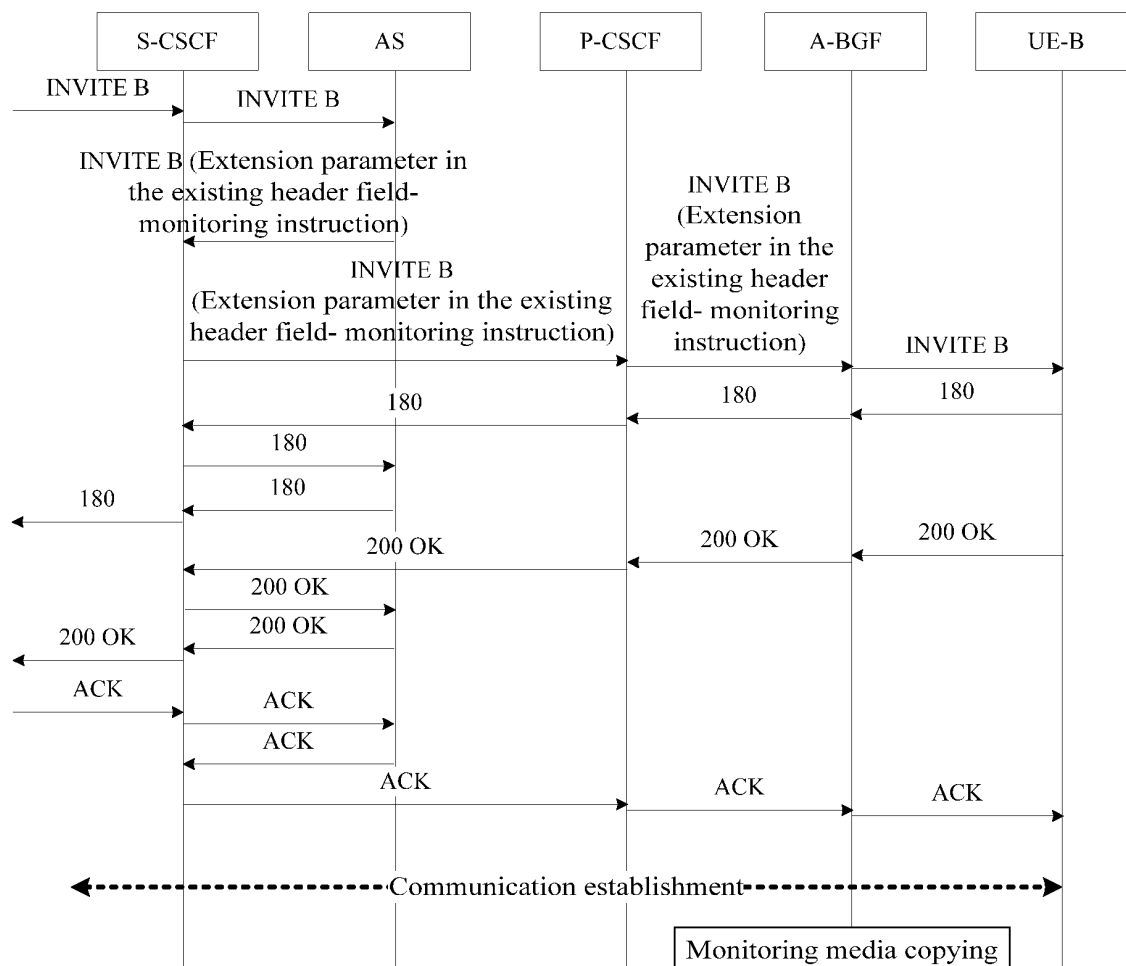 S-CSCF
AS
P-CSCF
A-BGF
UE-B
INVITE B
INVITE B
INVITE B (Extension parameter in
the existing header field-
monitoring instruction)
INVITE B
(Extension
parameter in the
existing header
field- monitoring
instruction)
INVITE B
(Extension parameter in the existing
header field- monitoring instruction)
INVITE B
180
180
180
180
180
180
200 OK
200 OK
200 OK
200 OK
200 OK
200 OK
ACK
ACK
ACK
ACK
ACK
ACK
Communication establishment
Monitoring media copying